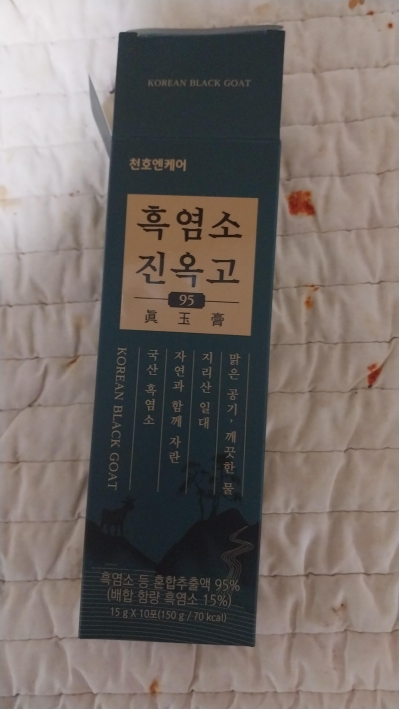 KOREAN BLACK GOAT
천호엔케어
흑염소
진옥고
95
眞玉膏
맑은 공기, 깨끗한 물
지리산 일대
자연과 함께 자란
국산 흑염소
KOREAN BLACK GOAT
흑염소 등 혼합추출액 95%
(배합 함량 흑염소 15%)
15 g X 10포(150 g / 70 kcal)